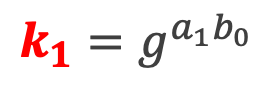 k₁ = g^{a₁b₀}